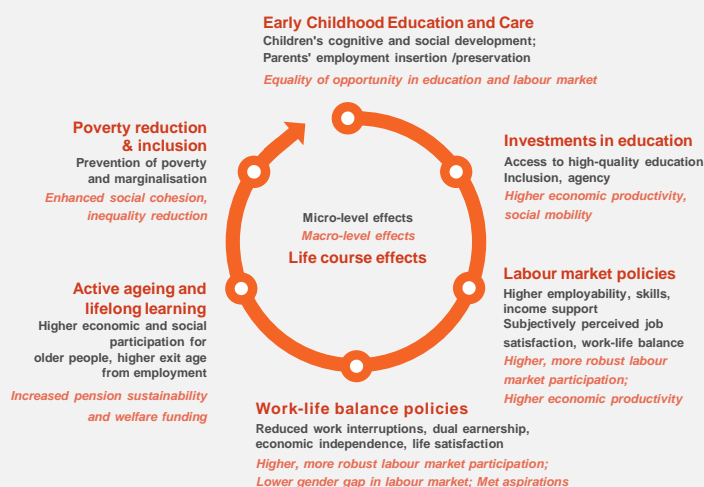 Early Childhood Education and Care
Children's cognitive and social development;
Parents' employment insertion /preservation
Equality of opportunity in education and labour market
Investments in education
Access to high-quality education
Inclusion, agency
Higher economic productivity,
social mobility
Labour market policies
Higher employability, skills,
income support
Subjectively perceived job
satisfaction, work-life balance
Higher, more robust labour
market participation;
Higher economic productivity
Work-life balance policies
Reduced work interruptions, dual earnership,
economic independence, life satisfaction
Higher, more robust labour market participation;
Lower gender gap in labour market; Met aspirations
Active ageing and
lifelong learning
Higher economic and social
participation for
older people, higher exit age
from employment
Increased pension sustainability
and welfare funding
Poverty reduction
& inclusion
Prevention of poverty
and marginalisation
Enhanced social cohesion,
inequality reduction
Micro-level effects
Macro-level effects
Life course effects